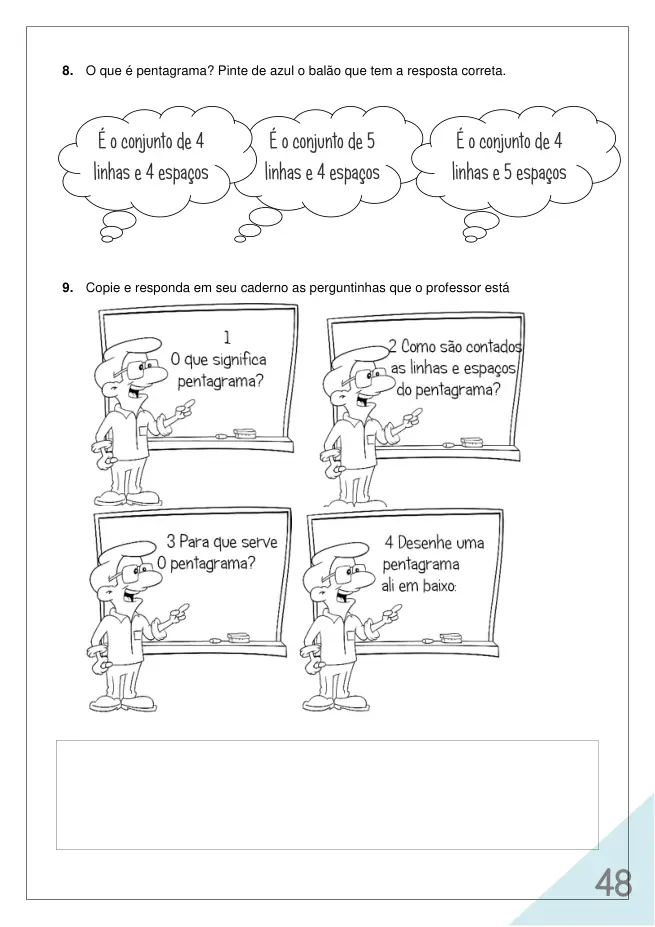 8. O que é pentagrama? Pinte de azul o balão que tem a resposta correta.
É o conjunto de 4
linhas e 4 espaços
É o conjunto de 5
linhas e 4 espaços
É o conjunto de 4
linhas e 5 espaços
9. Copie e responda em seu caderno as perguntinhas que o professor está
1
O que significa
pentagrama?
2 Como são contados
as linhas e espaços
do pentagrama?
3 Para que serve
O pentagrama?
4 Desenhe uma
pentagrama
ali em baixo:
48